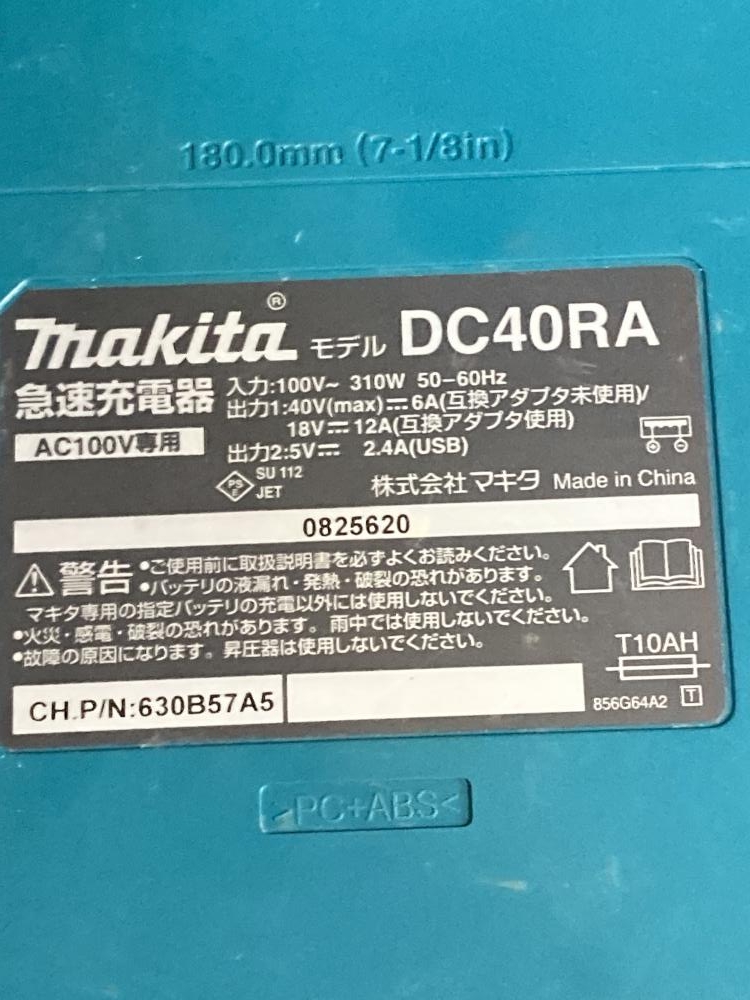 180.0mm (7-1/8in)
makita® モデル DC40RA
急速充電器
AC100V専用
入力:100V~ 310W 50-60Hz
出力1:40V(max)⎓6A(互換アダプタ未使用)/
18V⎓12A(互換アダプタ使用)
出力2:5V⎓ 2.4A(USB)
PS
E
SU 112
JET
株式会社マキタ Made in China
0825620
警告 •ご使用前に取扱説明書を必ずよくお読みください。
•バッテリの液漏れ・発熱・破裂の恐れがあります。
マキタ専用の指定バッテリの充電以外には使用しないでください。
•火災・感電・破裂の恐れがあります。雨中では使用しないでください。
•故障の原因になります。昇圧器は使用しないでください。
T10AH
CH.P/N:630B57A5
856G64A2 T
>PC+ABS<